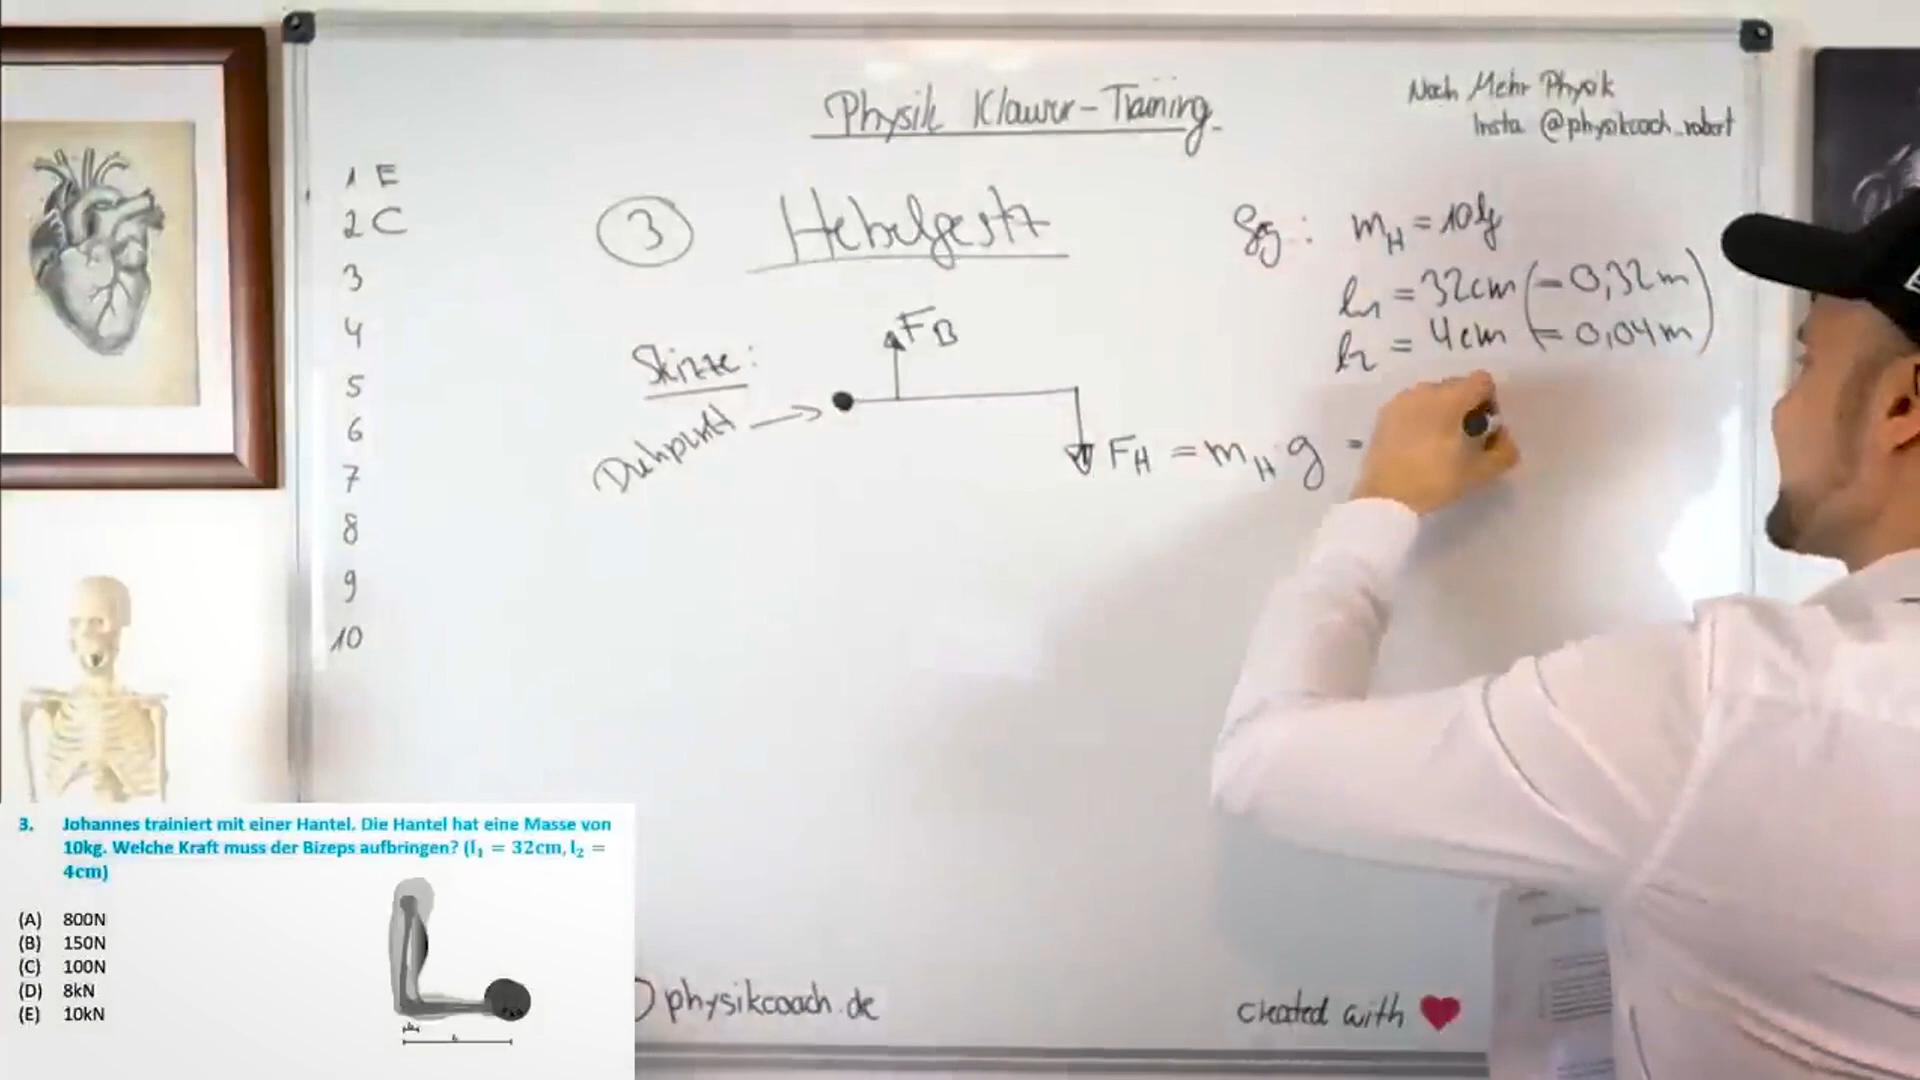 Physik Klausur-Training
Noch Mehr Physik
Insta @physikcoach_robert
1 E
2 C
3
4
5
6
7
8
9
10
3 Hebelgesetz
Skizze:
Drehpunkt
F_B
F_H = m_H g =
Gg.: m_H = 10kg
l_1 = 32cm (= 0,32m)
l_2 = 4cm (= 0,04m)
3. Johannes trainiert mit einer Hantel. Die Hantel hat eine Masse von
10kg. Welche Kraft muss der Bizeps aufbringen? (l₁ = 32cm, l₂ =
4cm)
(A) 800N
(B) 150N
(C) 100N
(D) 8kN
(E) 10kN
physikcoach.de
created with